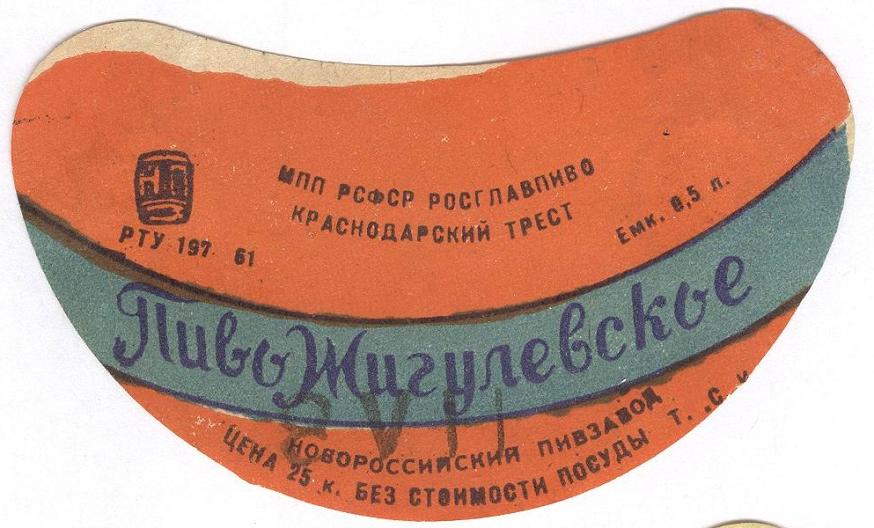 МПП РСФСР РОСГЛАВПИВО
КРАСНОДАРСКИЙ ТРЕСТ
РТУ 197 61
Емк. 0,5 л.
Пиво Жигулевское
НОВОРОССИЙСКИЙ ПИВЗАВОД
ЦЕНА 25 к. БЕЗ СТОИМОСТИ ПОСУДЫ Т. .С.